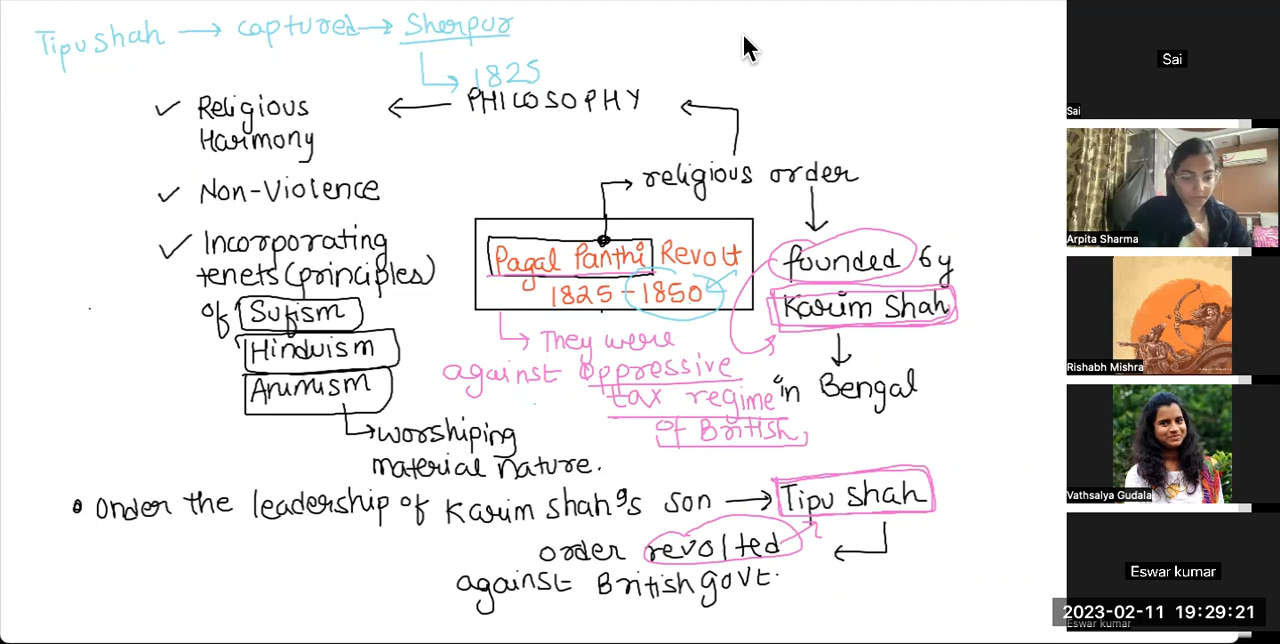 Tipu shah → captured → Sherpur
1825
PHILOSOPHY
✓ Religious
Harmony
✓ Non-Violence
✓ Incorporating
tenets (principles)
of Sufism
Hinduism
Animism
worshiping
material nature.
religious order
Pagal Panthi Revolt
1825 - 1850
founded by
Karim Shah
in Bengal
They were
against oppressive
tax regime
of British
• Under the leadership of Karim shah's son → Tipu shah
order revolted
against British govt.
Sai
Sai
Arpita Sharma
Rishabh Mishra
Vathsalya Gudala
Eswar kumar
2023-02-11 19:29:21
Eswar kumar